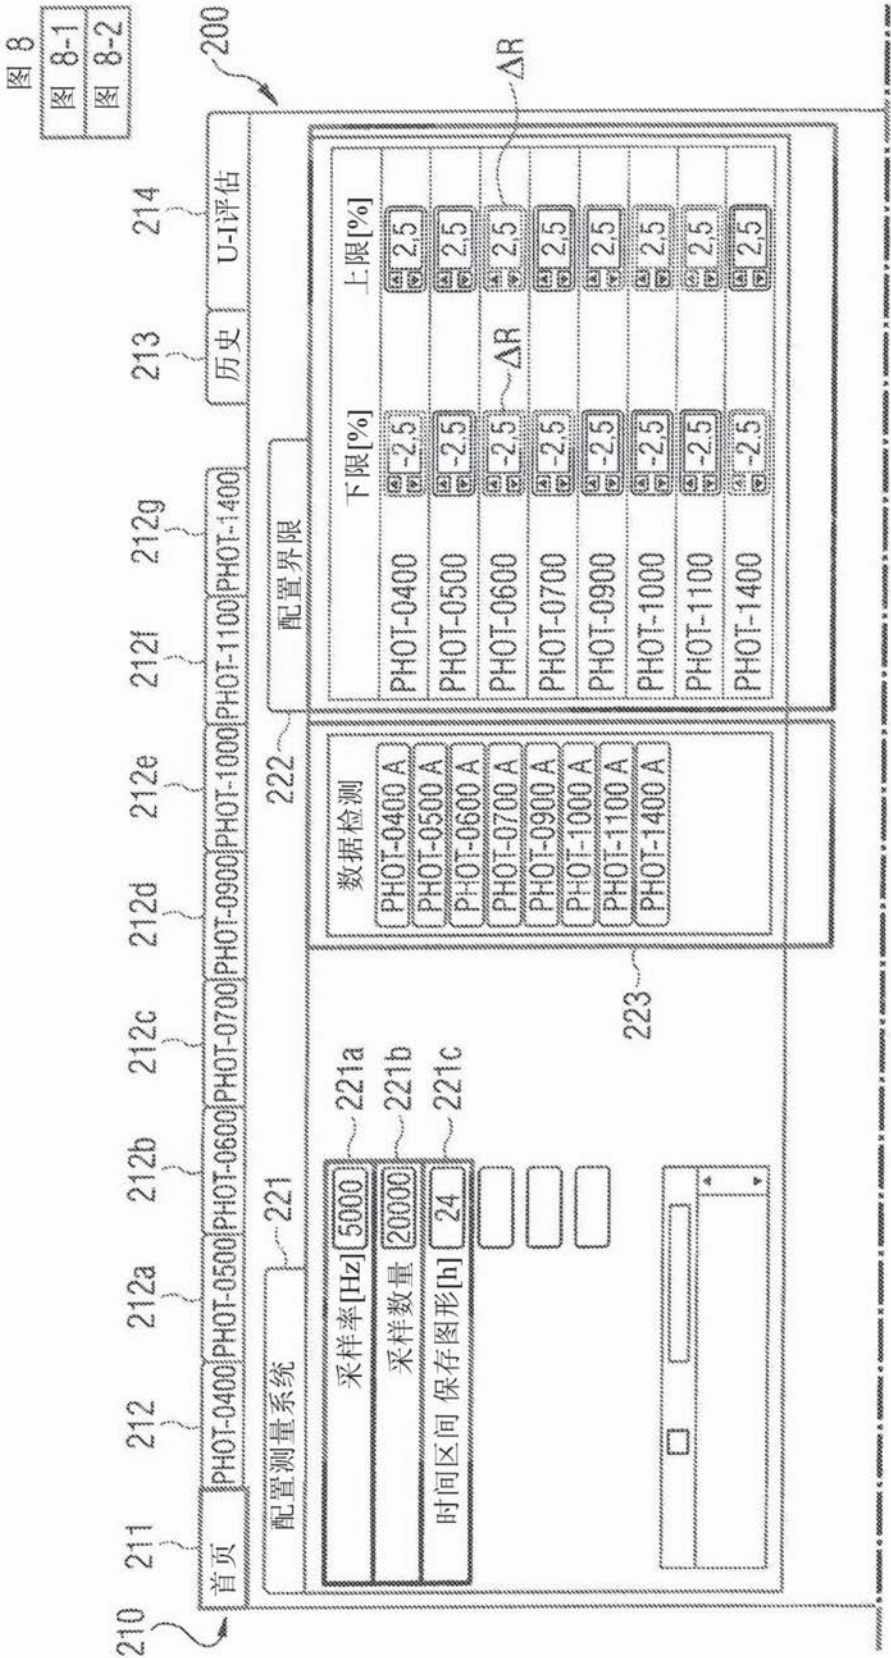 图 8
图 8-1
图 8-2
200
210
211
212
212a
212b
212c
212d
212e
212f
212g
213
214
首页
PHOT-0400
PHOT-0500
PHOT-0600
PHOT-0700
PHOT-0900
PHOT-1000
PHOT-1100
PHOT-1400
历史
U-I评估
配置测量系统
221
采样率[Hz] 5000
221a
采样数量 20000
221b
时间区间 保存图形[h] 24
221c
数据检测
PHOT-0400 A
PHOT-0500 A
PHOT-0600 A
PHOT-0700 A
PHOT-0900 A
PHOT-1000 A
PHOT-1100 A
PHOT-1400 A
223
222
配置界限
下限[%] 上限[%]
PHOT-0400 -2,5 2,5
PHOT-0500 -2,5 2,5
PHOT-0600 -2,5 2,5
PHOT-0700 -2,5 2,5
PHOT-0900 -2,5 2,5
PHOT-1000 -2,5 2,5
PHOT-1100 -2,5 2,5
PHOT-1400 -2,5 2,5
ΔR
ΔR